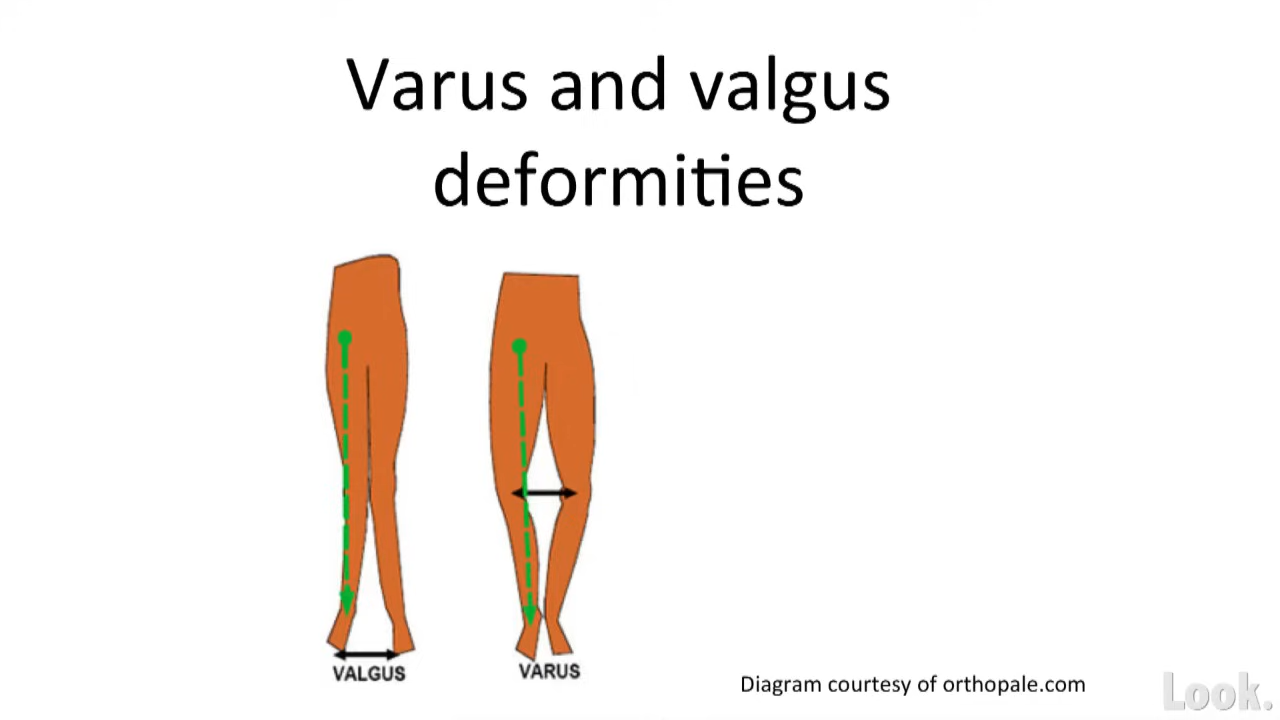 Varus and valgus
deformities
VALGUS
VARUS
Diagram courtesy of orthopale.com
Look.